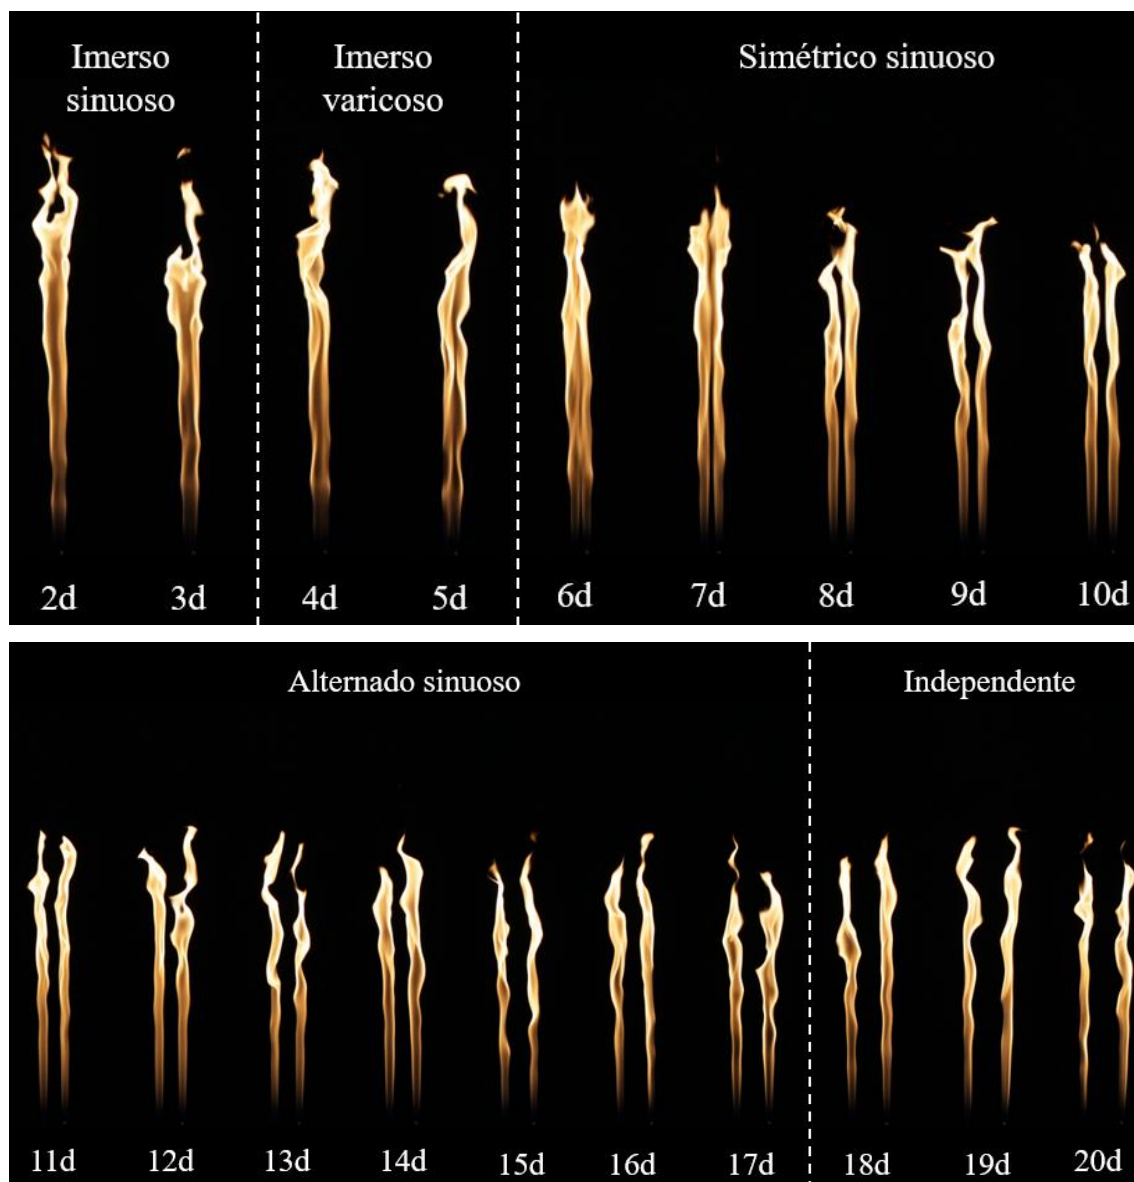 Imerso
sinuoso
Imerso
varicoso
Simétrico sinuoso
2d
3d
4d
5d
6d
7d
8d
9d
10d
Alternado sinuoso
Independente
11d
12d
13d
14d
15d
16d
17d
18d
19d
20d